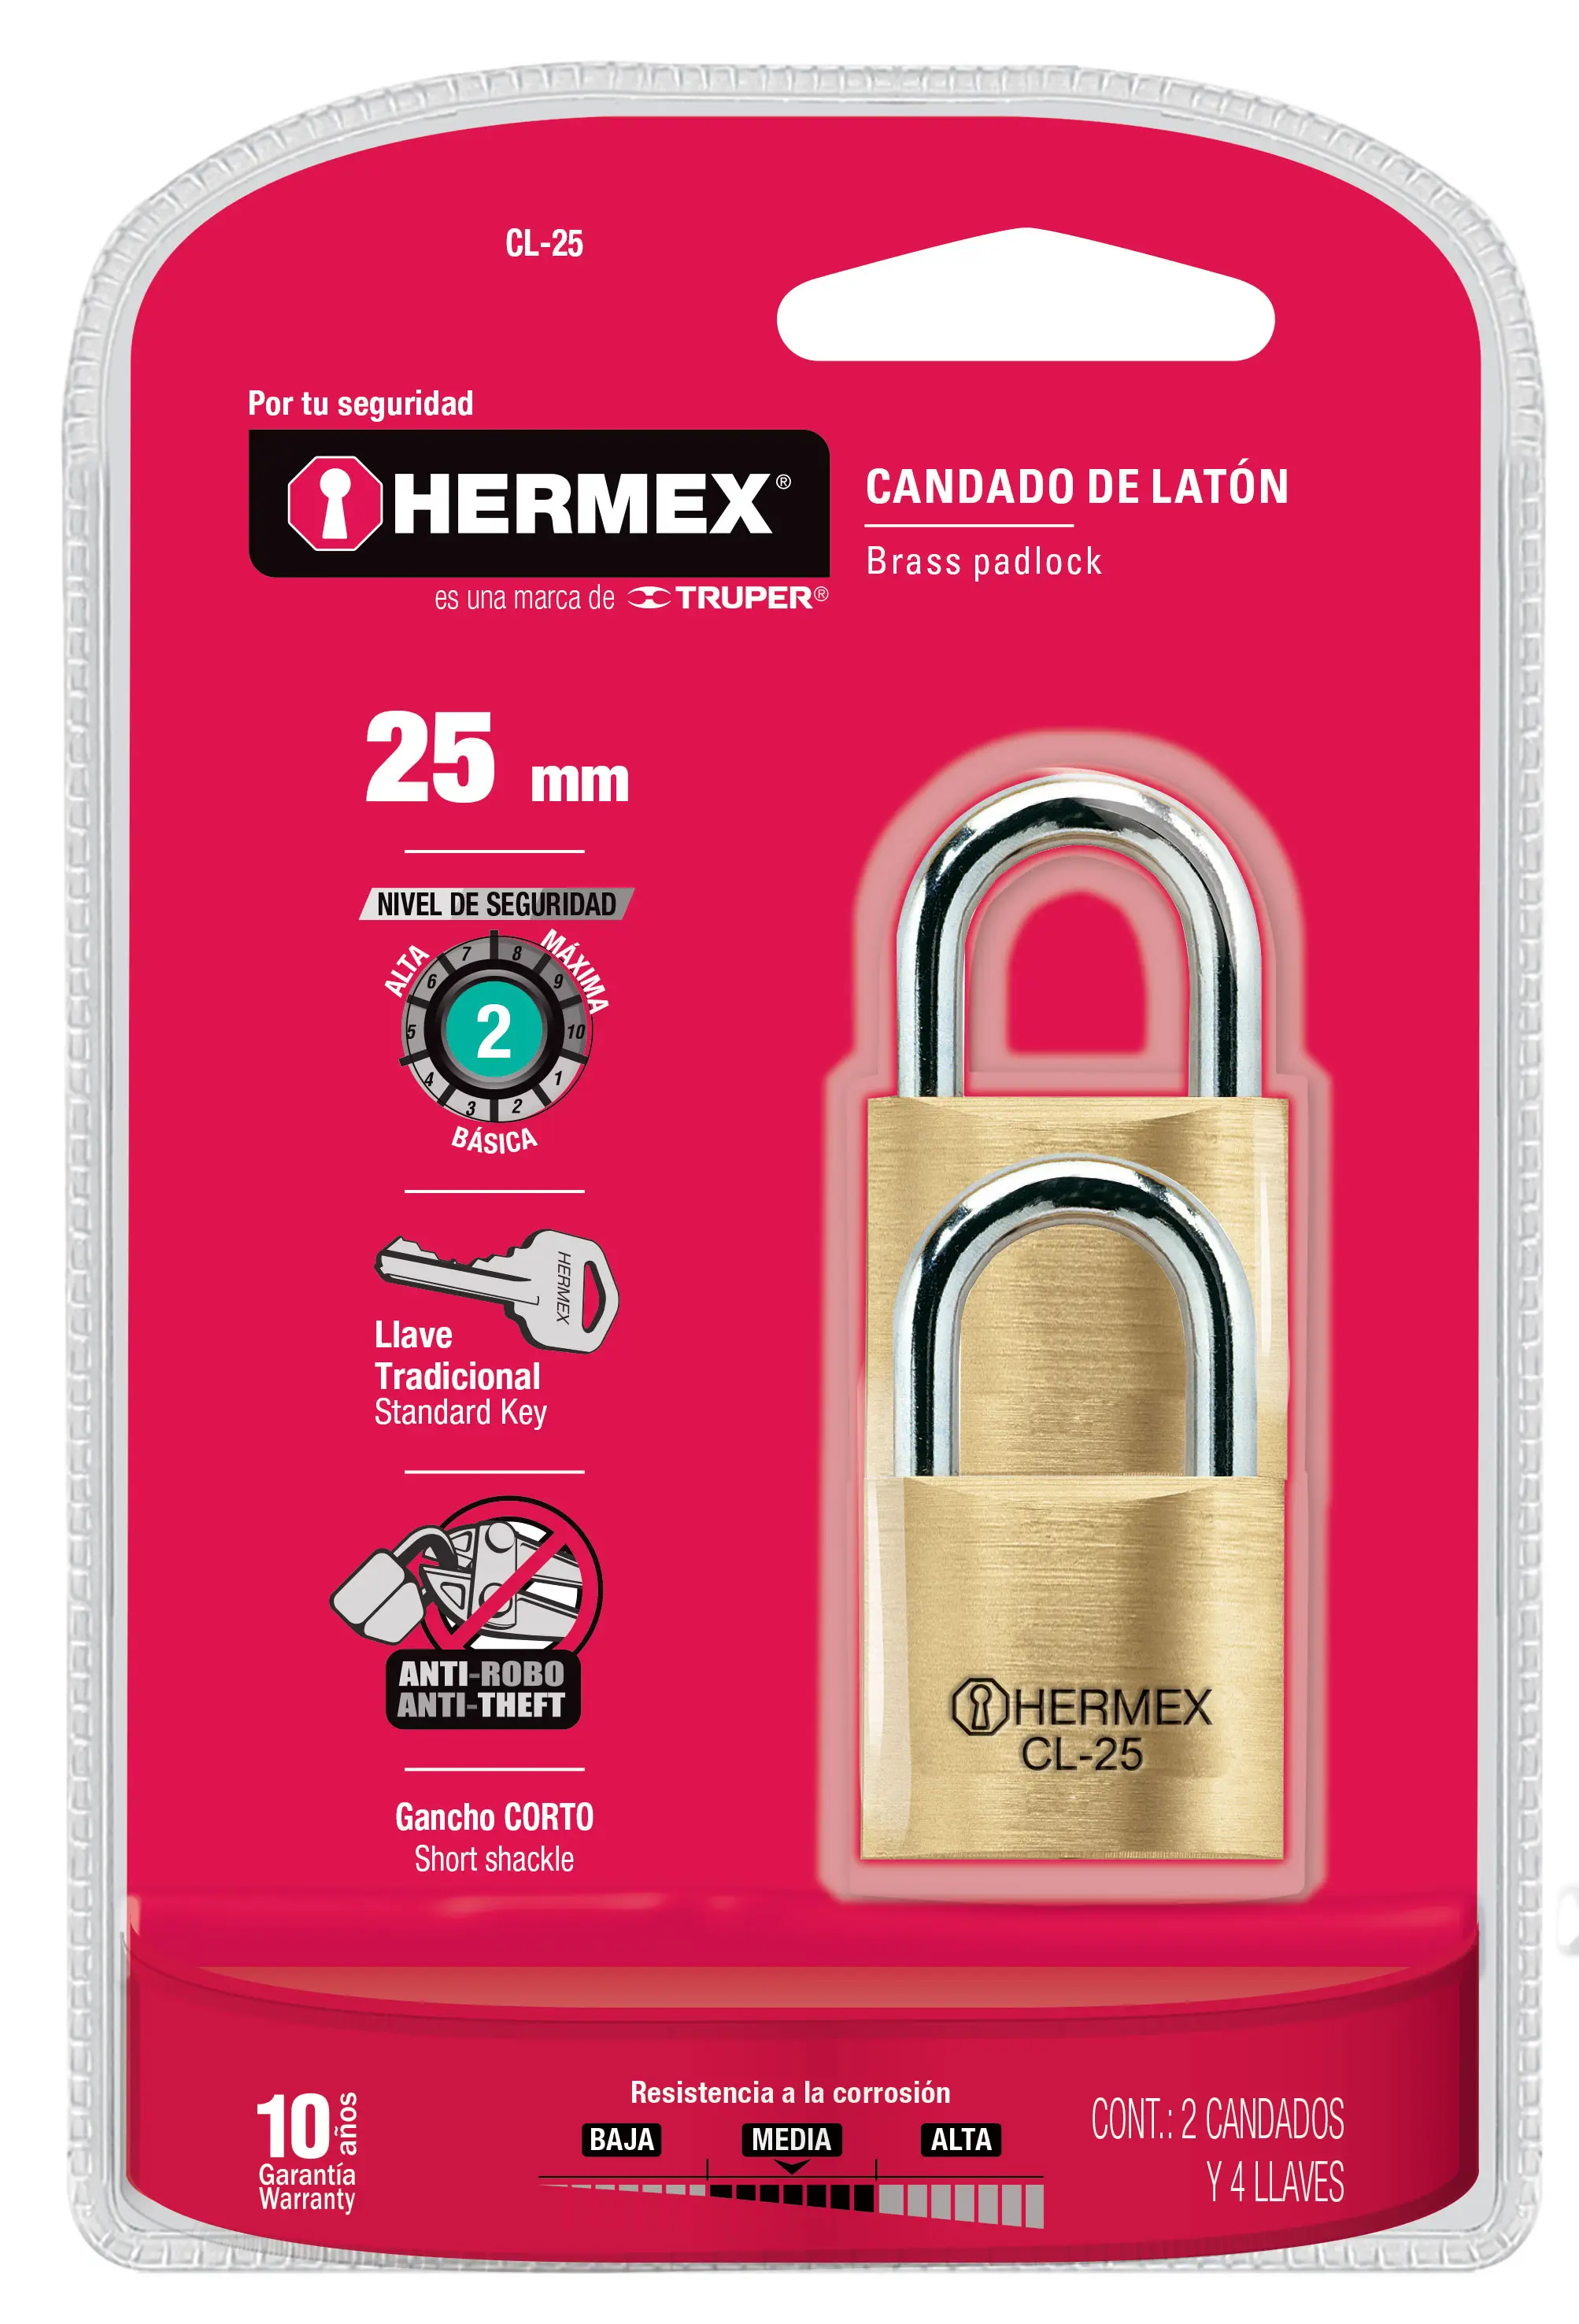 CL-25
Por tu seguridad
HERMEX®
es una marca de TRUPER®
CANDADO DE LATÓN
Brass padlock
25 mm
NIVEL DE SEGURIDAD
ALTA
MÁXIMA
7 8
6 9
5 2 10
4 1
3 2
BÁSICA
HERMEX
Llave
Tradicional
Standard Key
ANTI-ROBO
ANTI-THEFT
Gancho CORTO
Short shackle
HERMEX
CL-25
10 años
Garantía
Warranty
Resistencia a la corrosión
BAJA MEDIA ALTA
CONT.: 2 CANDADOS
Y 4 LLAVES